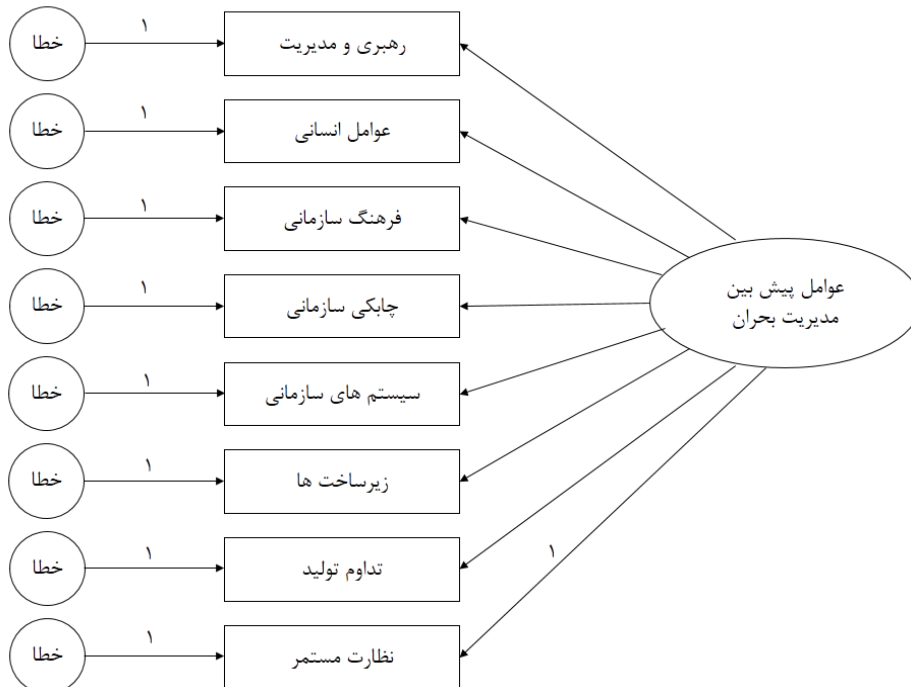 خطا
۱
رهبری و مدیریت
خطا
۱
عوامل انسانی
خطا
۱
فرهنگ سازمانی
خطا
۱
چابکی سازمانی
عوامل پیش بین
مدیریت بحران
خطا
۱
سیستم های سازمانی
خطا
۱
زیرساخت ها
خطا
۱
تداوم تولید
۱
خطا
۱
نظارت مستمر